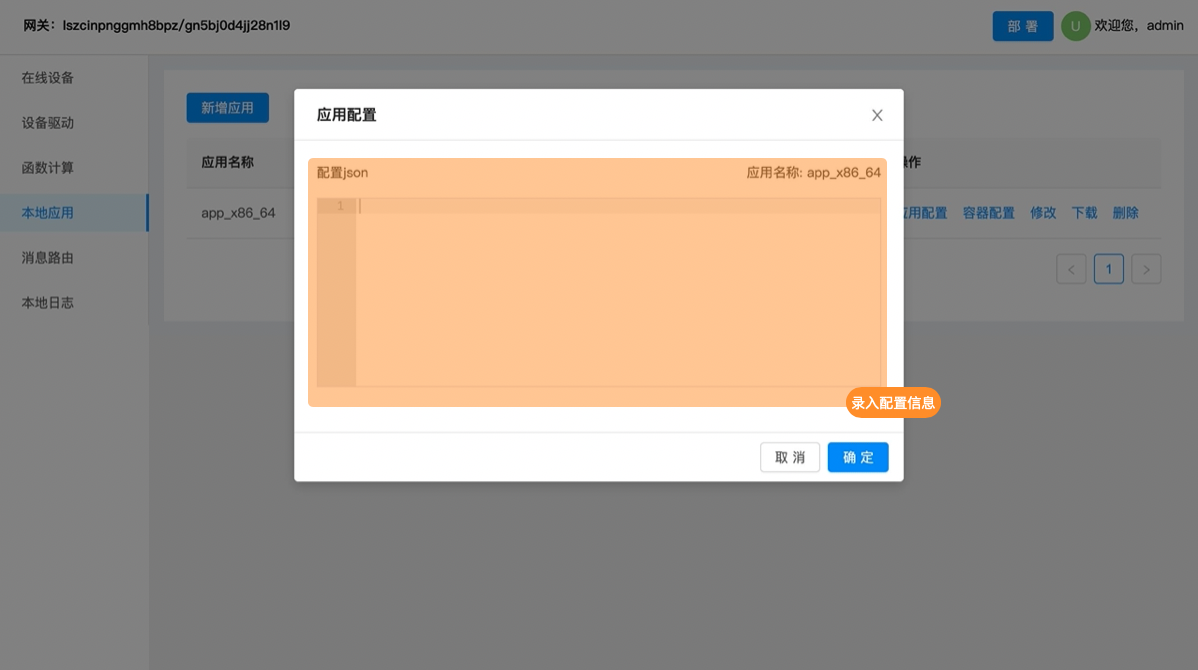 网关：lszcinpnggmh8bpz/gn5bj0d4jj28n1l9
部 署
U
欢迎您，admin
在线设备
设备驱动
函数计算
本地应用
消息路由
本地日志
新增应用
应用名称
操作
app_x86_64
应用配置 容器配置 修改 下载 删除
< 1 >
应用配置
配置json
应用名称: app_x86_64
1
录入配置信息
取 消
确 定